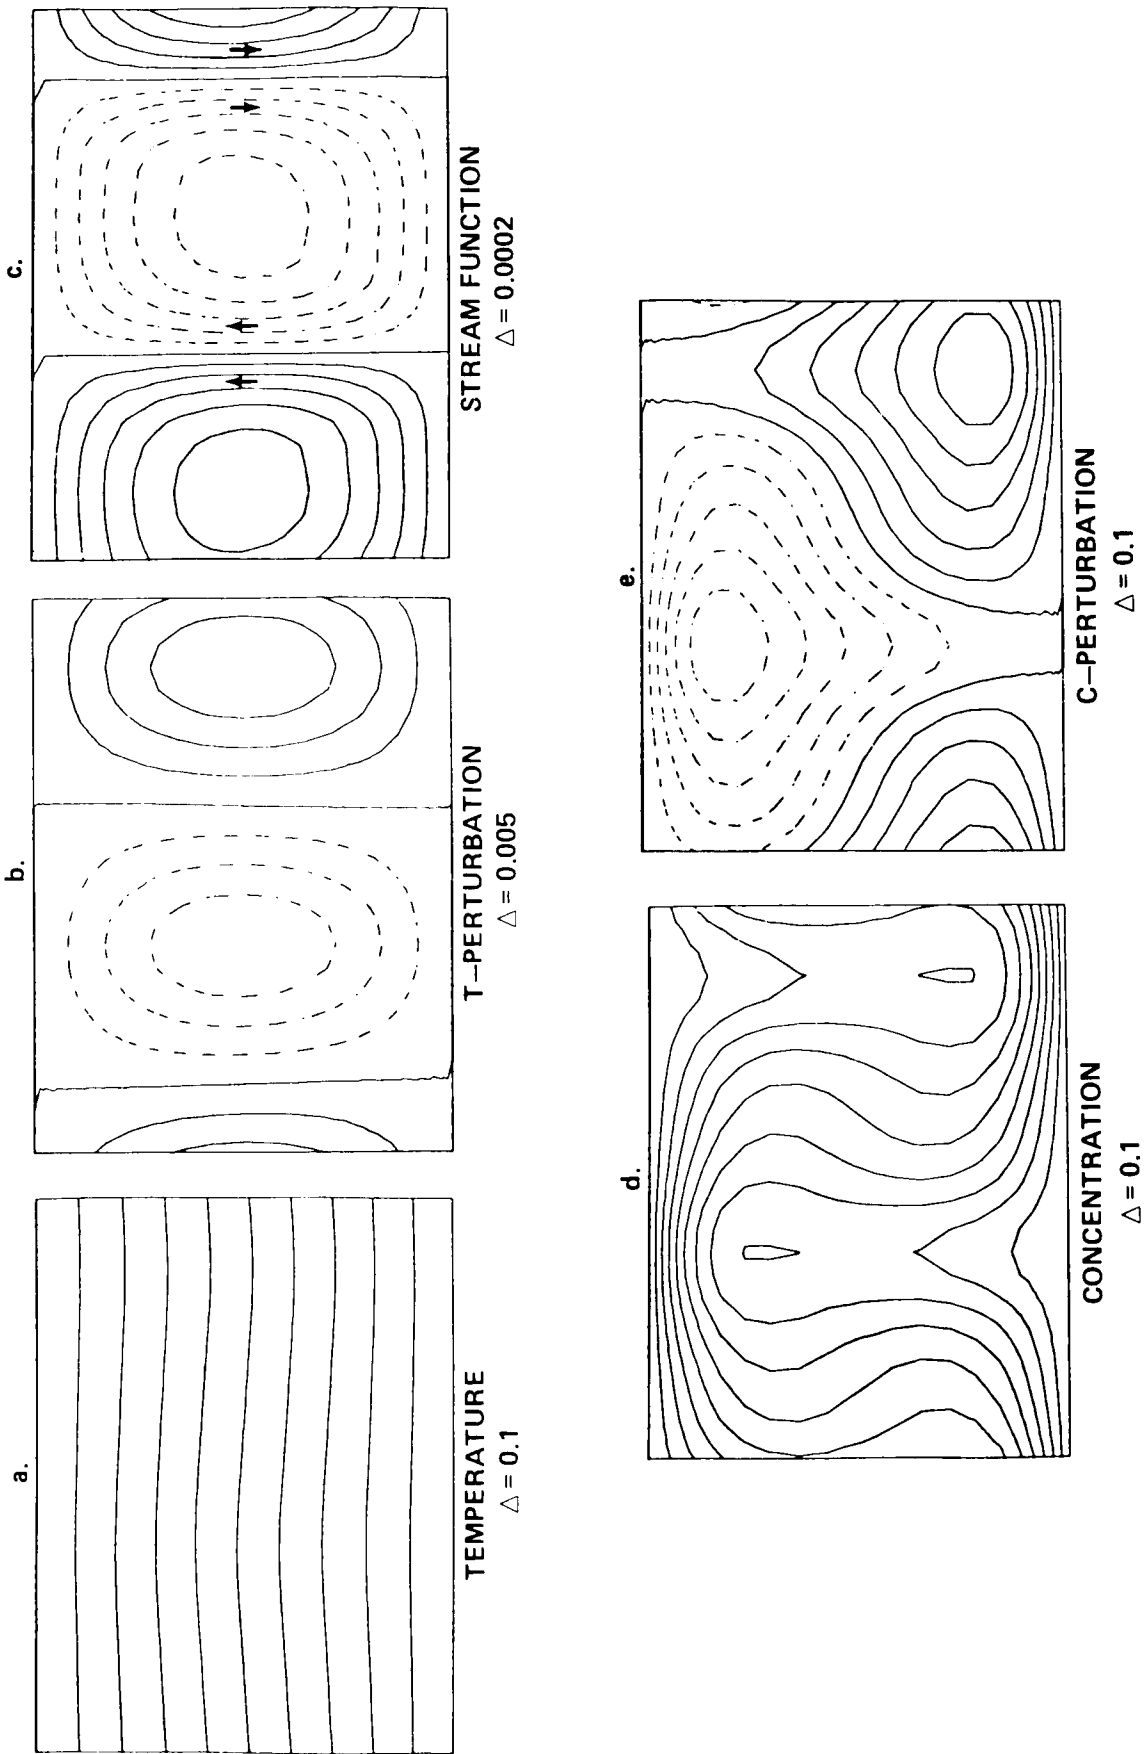 a.
TEMPERATURE
△ = 0.1
b.
T–PERTURBATION
△ = 0.005
c.
STREAM FUNCTION
△ = 0.0002
d.
CONCENTRATION
△ = 0.1
e.
C–PERTURBATION
△ = 0.1